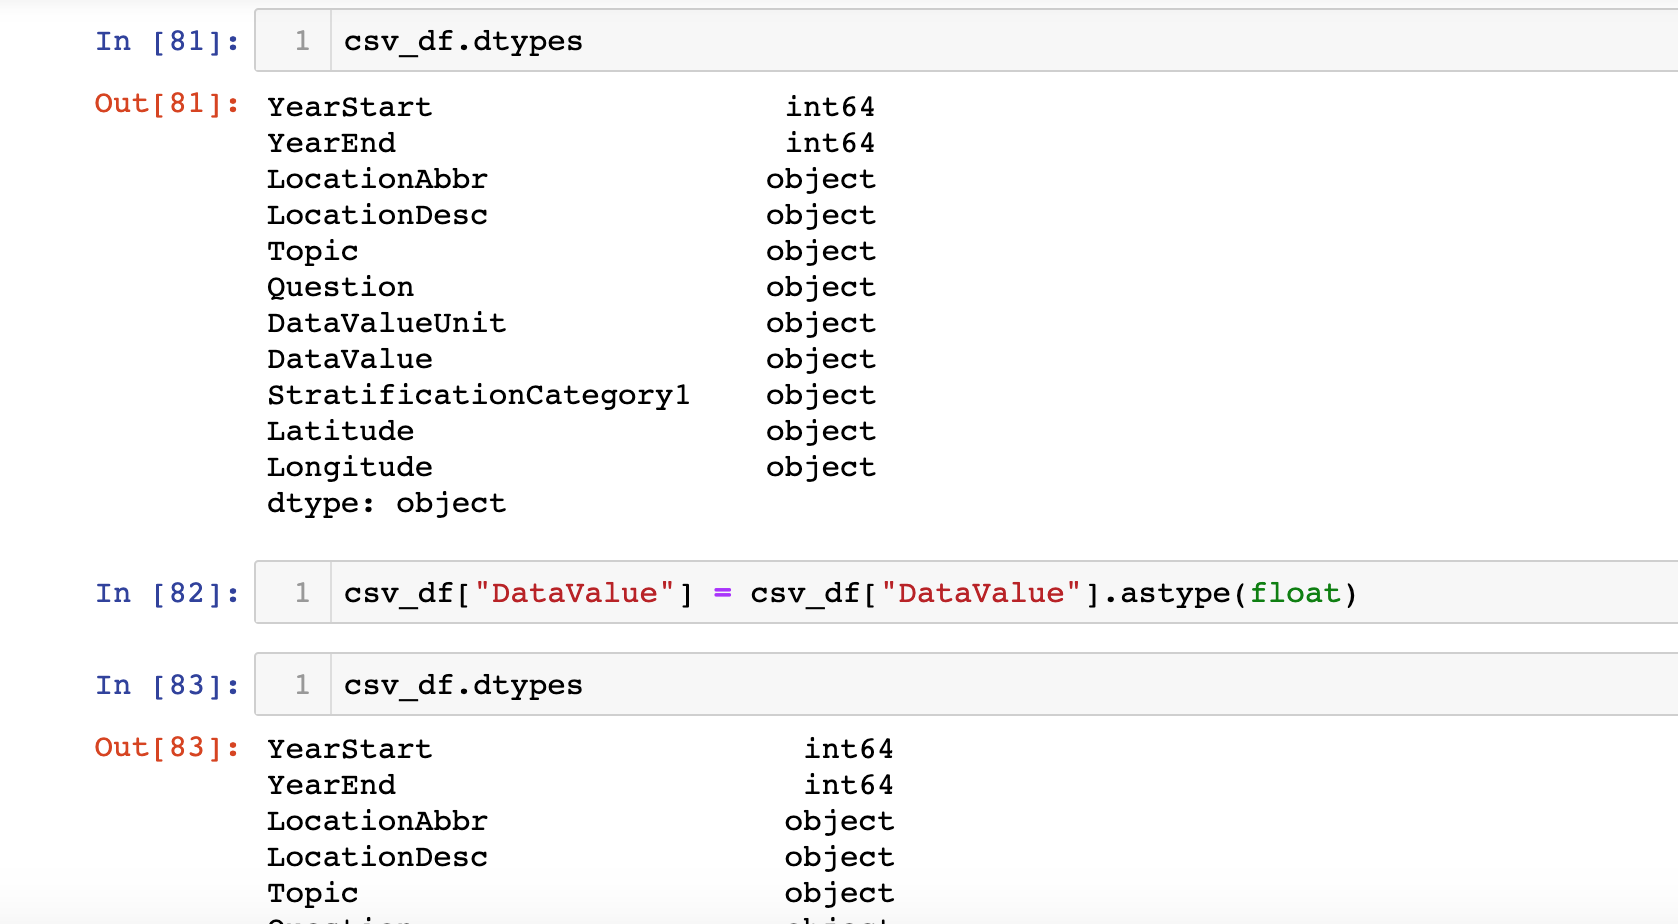 In [81]: 1 csv_df.dtypes
Out[81]: YearStart int64
YearEnd int64
LocationAbbr object
LocationDesc object
Topic object
Question object
DataValueUnit object
DataValue object
StratificationCategory1 object
Latitude object
Longitude object
dtype: object
In [82]: 1 csv_df["DataValue"] = csv_df["DataValue"].astype(float)
In [83]: 1 csv_df.dtypes
Out[83]: YearStart int64
YearEnd int64
LocationAbbr object
LocationDesc object
Topic object